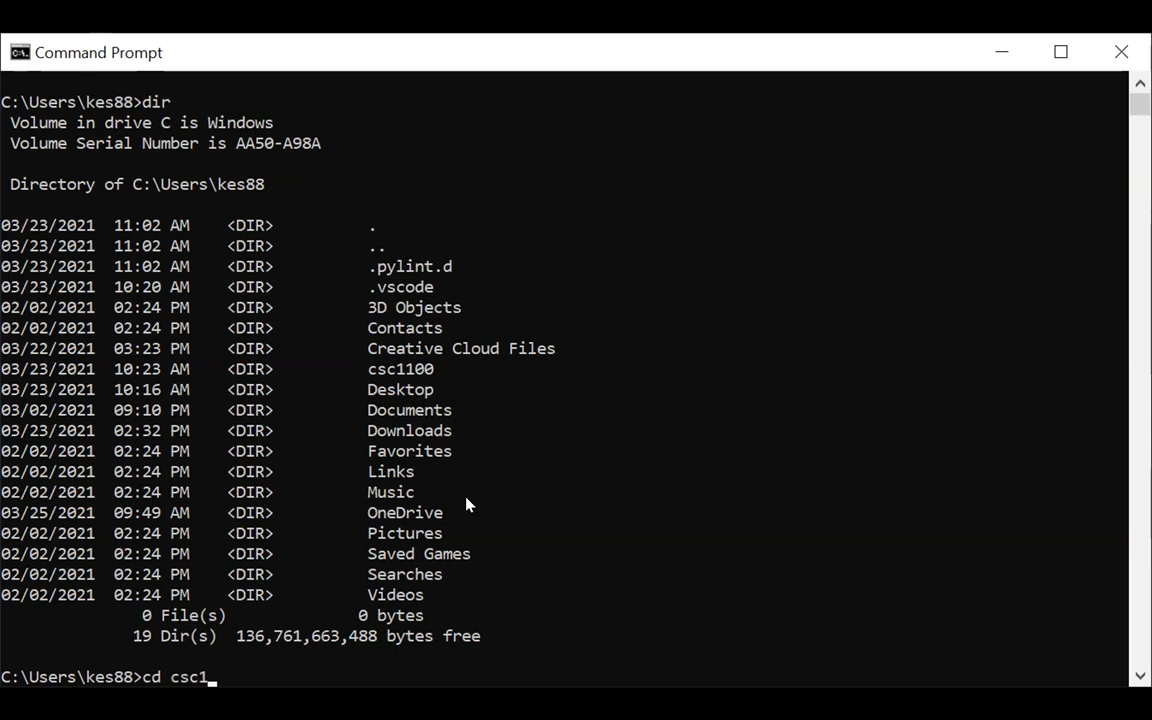 Command Prompt
C:\Users\kes88>dir
Volume in drive C is Windows
Volume Serial Number is AA50-A98A
Directory of C:\Users\kes88
03/23/2021 11:02 AM <DIR> .
03/23/2021 11:02 AM <DIR> ..
03/23/2021 11:02 AM <DIR> .pylint.d
03/23/2021 10:20 AM <DIR> .vscode
02/02/2021 02:24 PM <DIR> 3D Objects
02/02/2021 02:24 PM <DIR> Contacts
03/22/2021 03:23 PM <DIR> Creative Cloud Files
03/23/2021 10:23 AM <DIR> csc1100
03/23/2021 10:16 AM <DIR> Desktop
03/02/2021 09:10 PM <DIR> Documents
03/23/2021 02:32 PM <DIR> Downloads
02/02/2021 02:24 PM <DIR> Favorites
02/02/2021 02:24 PM <DIR> Links
02/02/2021 02:24 PM <DIR> Music
03/25/2021 09:49 AM <DIR> OneDrive
02/02/2021 02:24 PM <DIR> Pictures
02/02/2021 02:24 PM <DIR> Saved Games
02/02/2021 02:24 PM <DIR> Searches
02/02/2021 02:24 PM <DIR> Videos
0 File(s) 0 bytes
19 Dir(s) 136,761,663,488 bytes free
C:\Users\kes88>cd csc1_